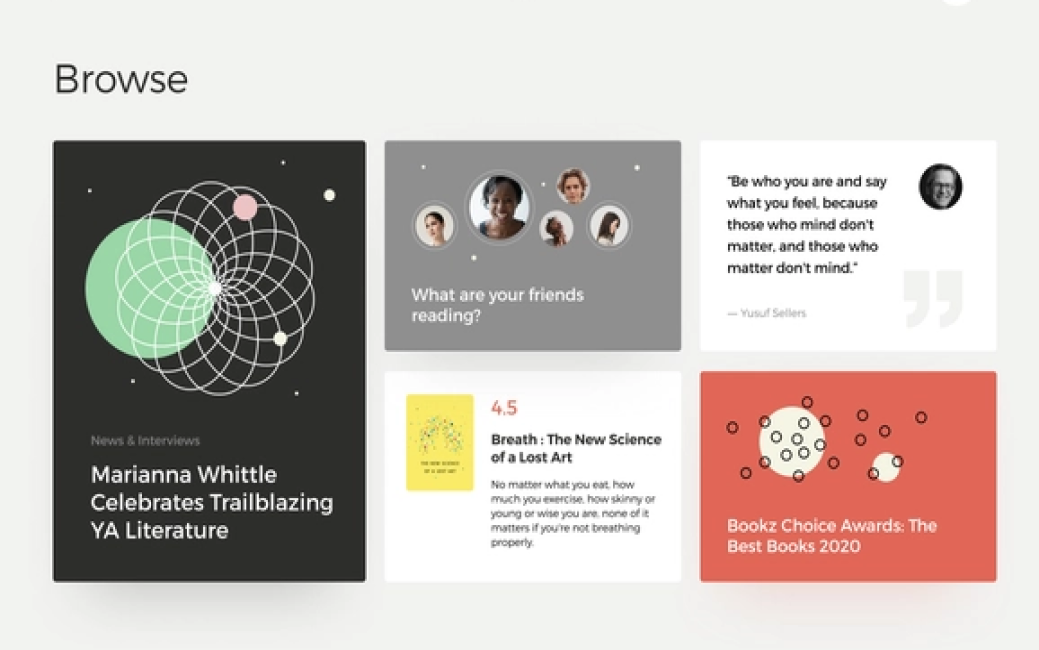 Browse
News & Interviews
Marianna Whittle
Celebrates Trailblazing
YA Literature
What are your friends
reading?
"Be who you are and say
what you feel, because
those who mind don't
matter, and those who
matter don't mind."
— Yusuf Sellers
THE NEW SCIENCE
OF A LOST ART
4.5
Breath : The New Science
of a Lost Art
No matter what you eat, how
much you exercise, how skinny or
young or wise you are, none of it
matters if you're not breathing
properly.
Bookz Choice Awards: The
Best Books 2020